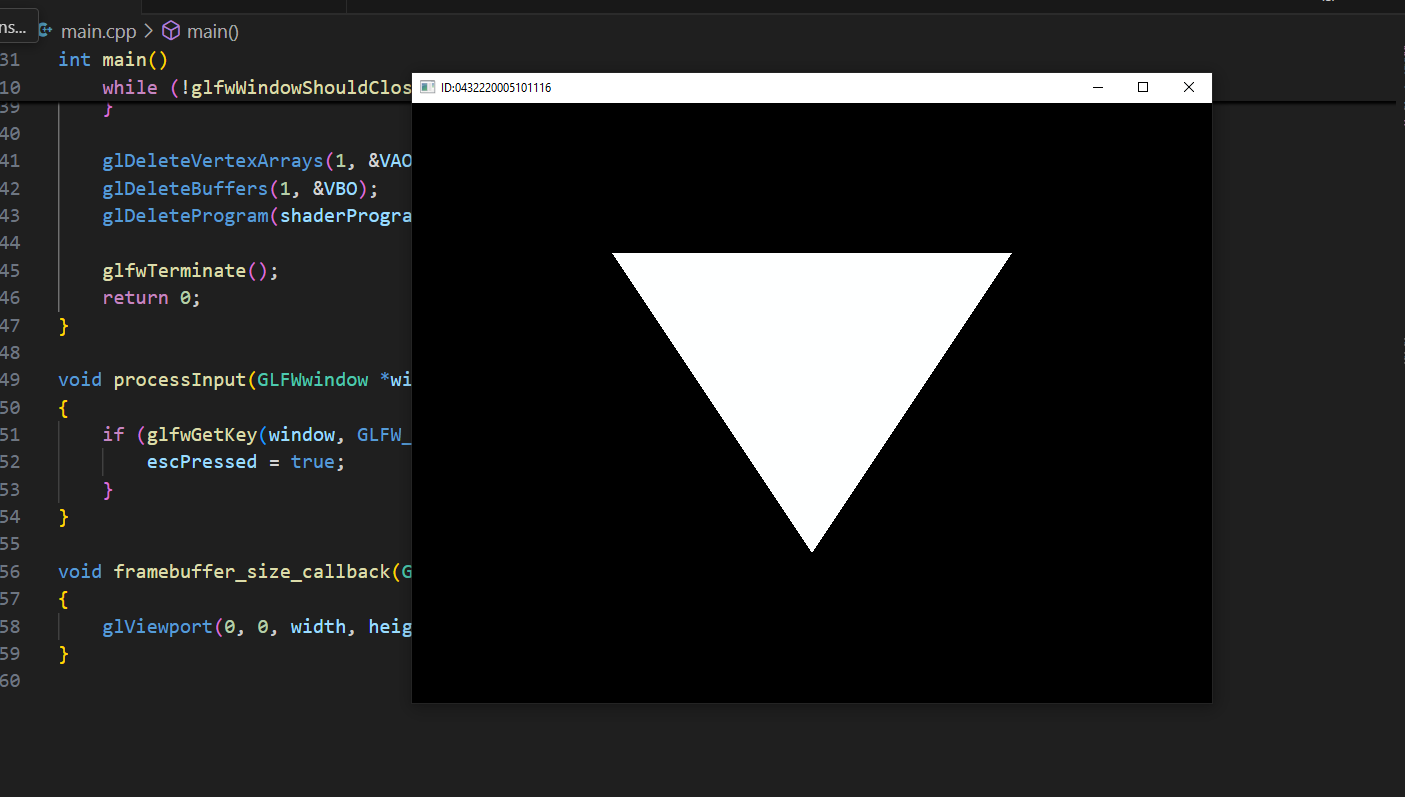 ns...
main.cpp > main()
ID:0432220005101116
31 int main()
10 while (!glfwWindowShouldClos
39 }
40
41 glDeleteVertexArrays(1, &VAO
42 glDeleteBuffers(1, &VBO);
43 glDeleteProgram(shaderProgra
44
45 glfwTerminate();
46 return 0;
47 }
48
49 void processInput(GLFWwindow *wi
50 {
51 if (glfwGetKey(window, GLFW_
52 escPressed = true;
53 }
54 }
55
56 void framebuffer_size_callback(G
57 {
58 glViewport(0, 0, width, heig
59 }
60